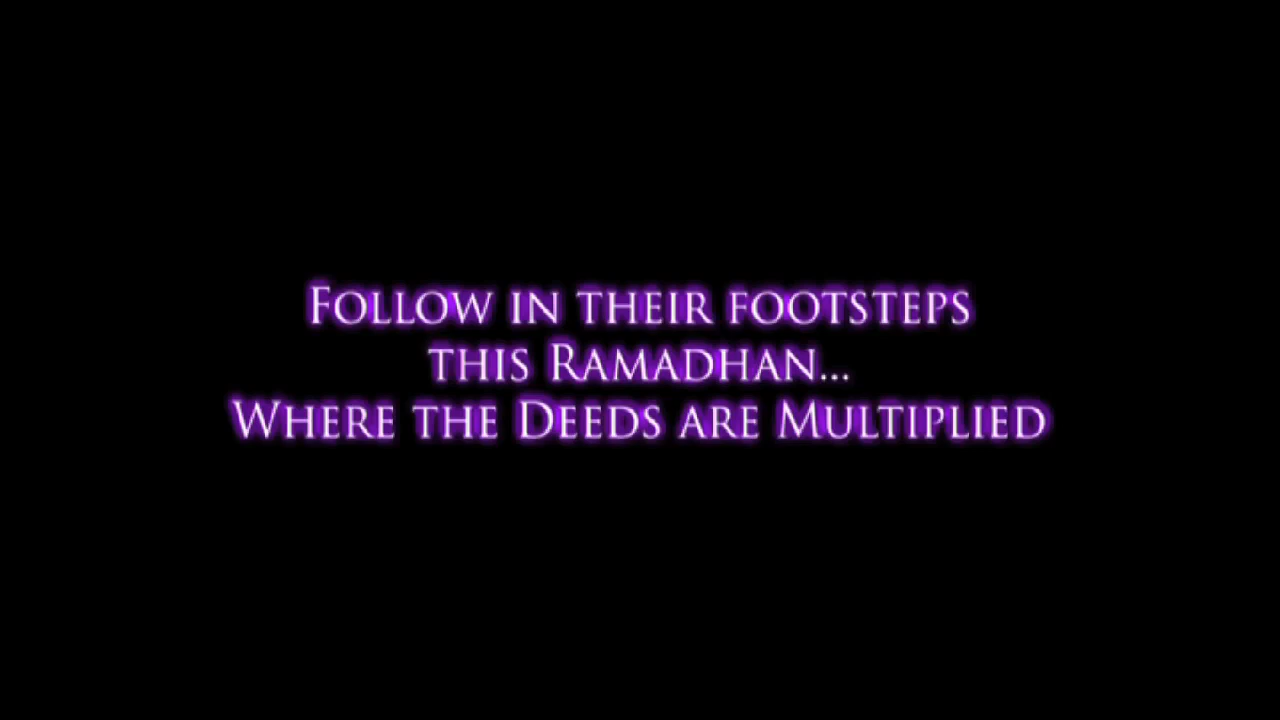 Follow in their footsteps
this Ramadhan...
Where the Deeds are Multiplied